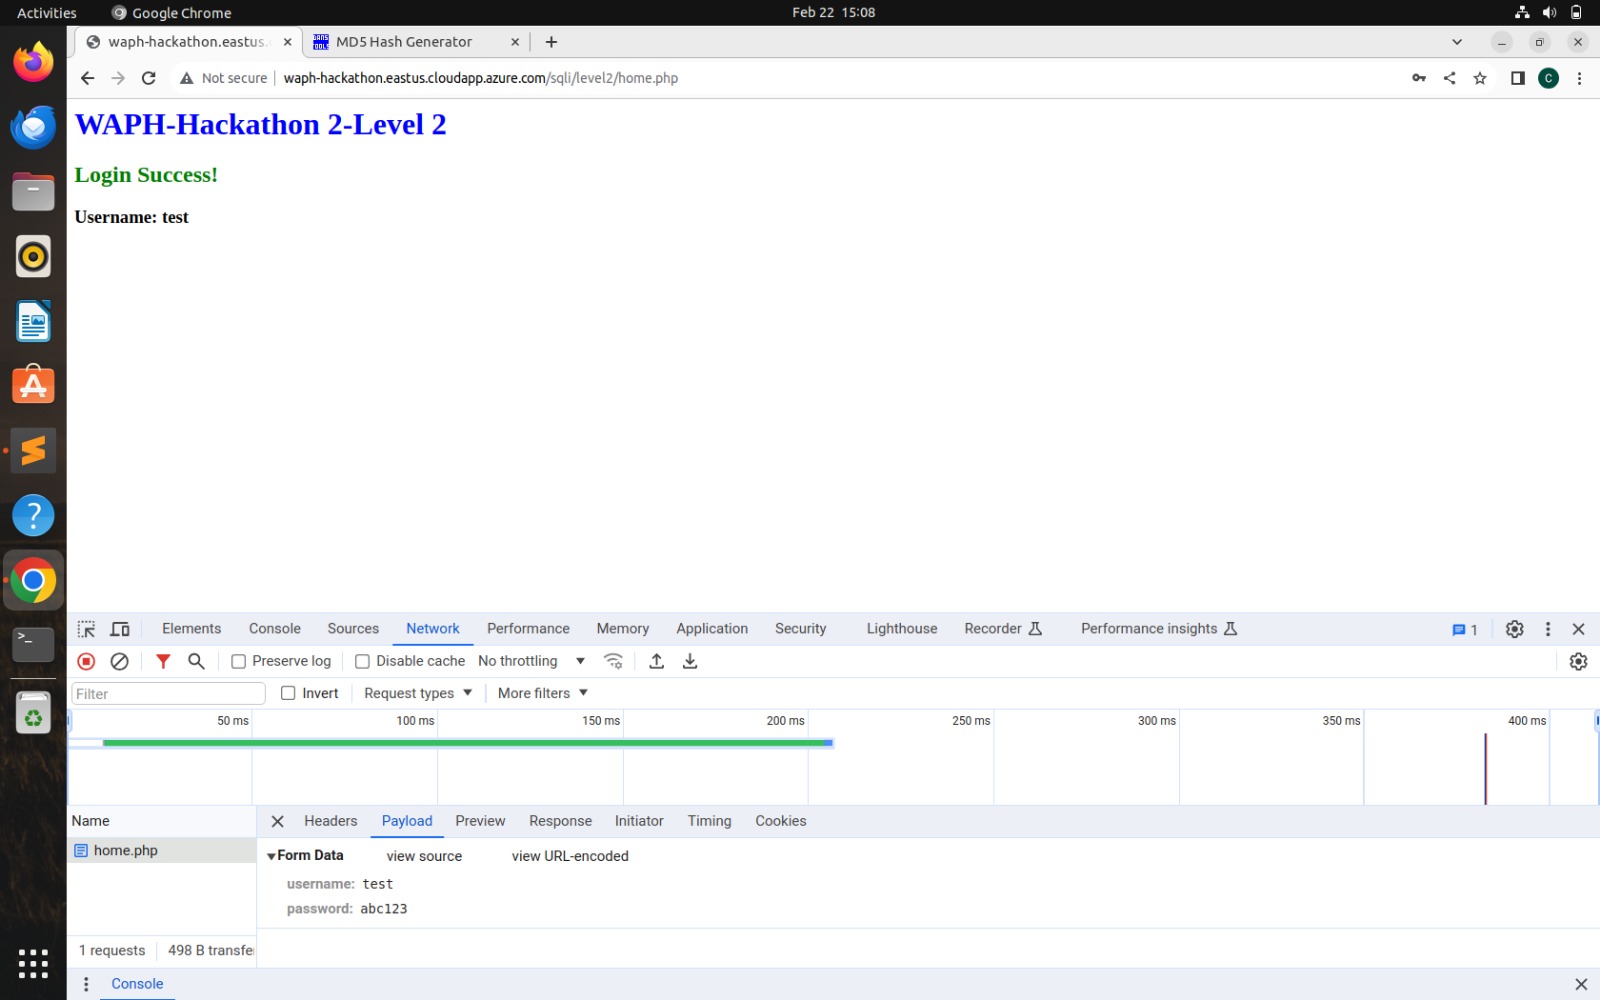 Activities Google Chrome Feb 22 15:08
waph-hackathon.eastus. MD5 Hash Generator
Not secure waph-hackathon.eastus.cloudapp.azure.com/sqli/level2/home.php C
WAPH-Hackathon 2-Level 2
Login Success!
Username: test
Elements Console Sources Network Performance Memory Application Security Lighthouse Recorder Performance insights 1
Preserve log Disable cache No throttling
Filter Invert Request types More filters
50 ms 100 ms 150 ms 200 ms 250 ms 300 ms 350 ms 400 ms
Name Headers Payload Preview Response Initiator Timing Cookies
home.php Form Data view source view URL-encoded
username: test
password: abc123
1 requests 498 B transfe
Console